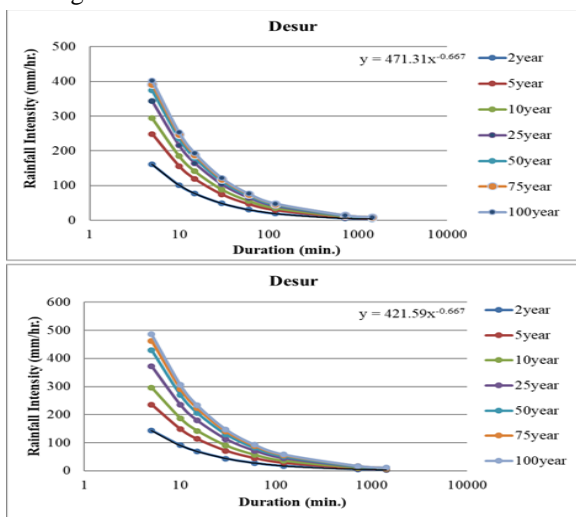 Desur
y = 471.31x^-0.667
Rainfall Intensity (mm/hr.)
500
400
300
200
100
0
1
10
100
1000
10000
Duration (min.)
2year
5year
10year
25year
50year
75year
100year
Desur
y = 421.59x^-0.667
Rainfall Intensity (mm/hr.)
600
500
400
300
200
100
0
1
10
100
1000
10000
Duration (min.)
2year
5year
10year
25year
50year
75year
100year